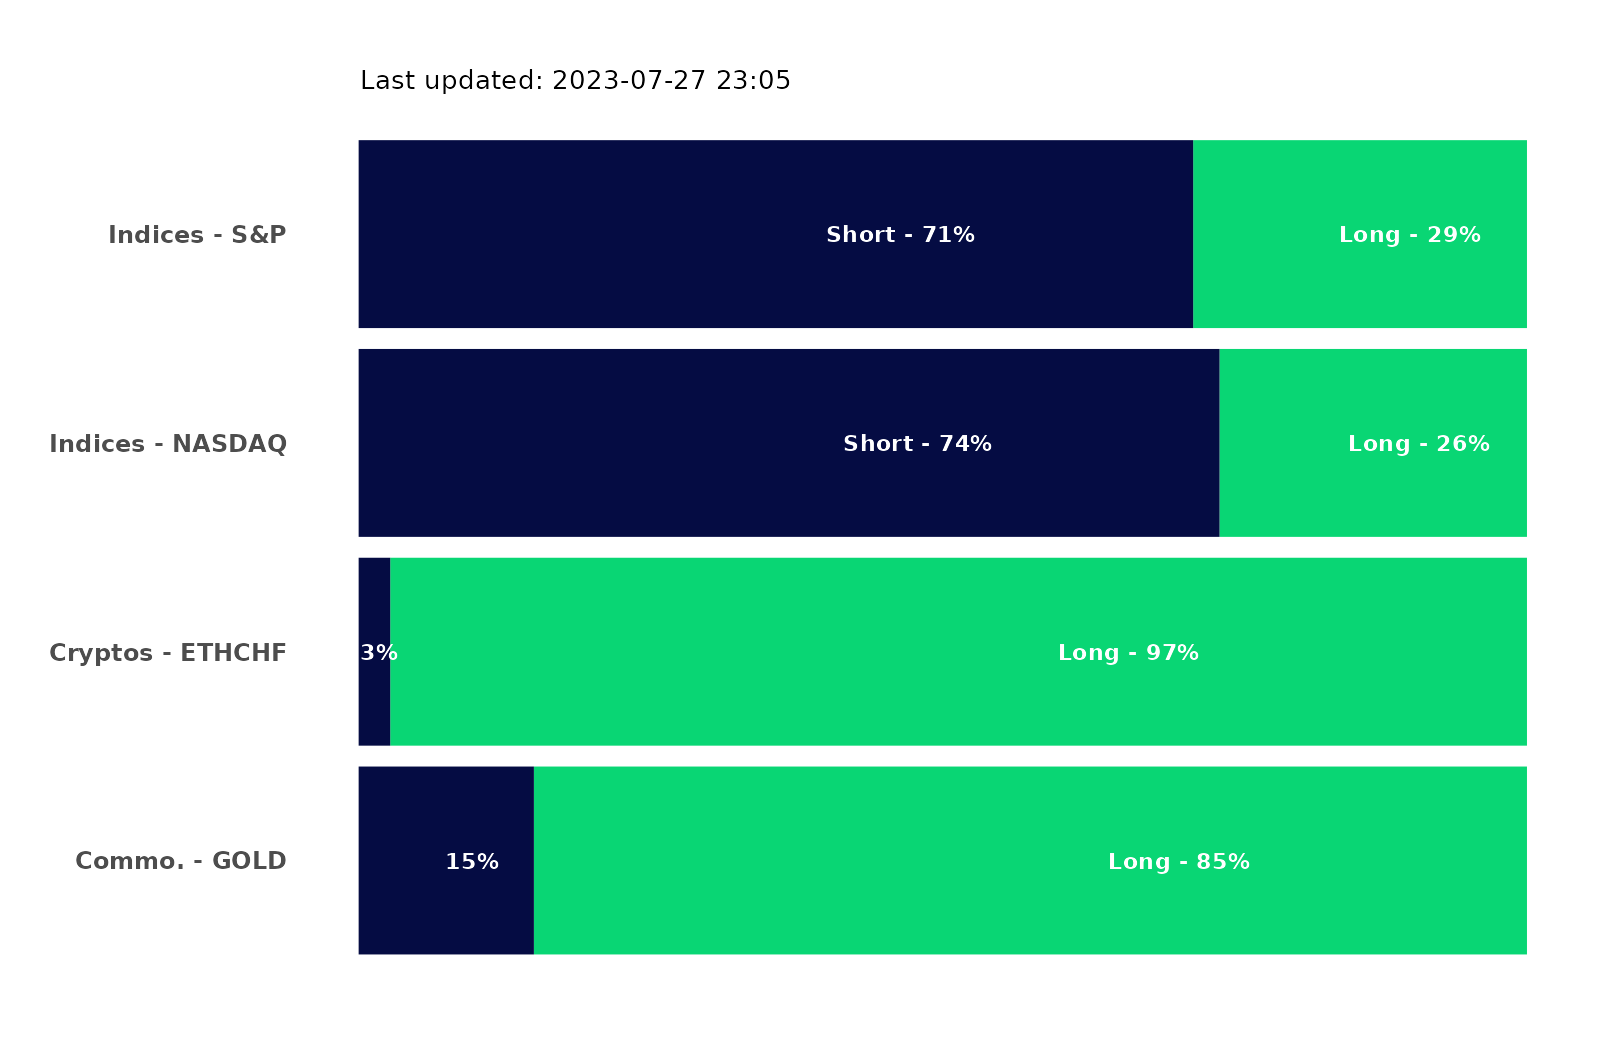 Last updated: 2023-07-27 23:05
Indices - S&P
Short - 71%
Long - 29%
Indices - NASDAQ
Short - 74%
Long - 26%
Cryptos - ETHCHF
3%
Long - 97%
Commo. - GOLD
15%
Long - 85%